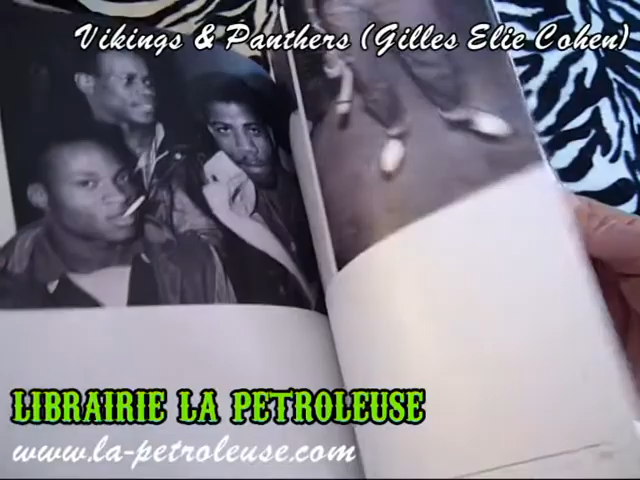 Vikings & Panthers (Gilles Elie Cohen)
LIBRAIRIE LA PETROLEUSE
www.la-petroleuse.com